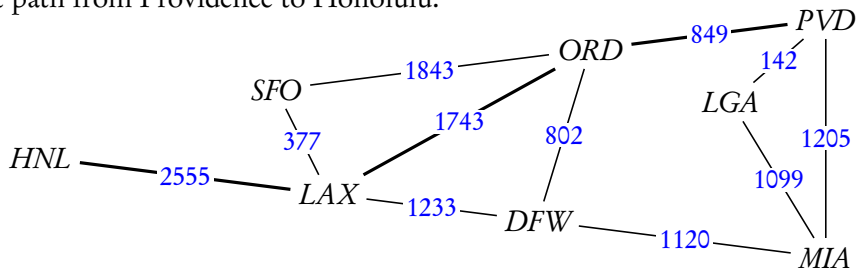 path from Providence to Honolulu.
PVD
849
ORD
142
1843
SFO
LGA
1743
377
802
1205
HNL
2555
1099
LAX
1233
DFW
1120
MIA